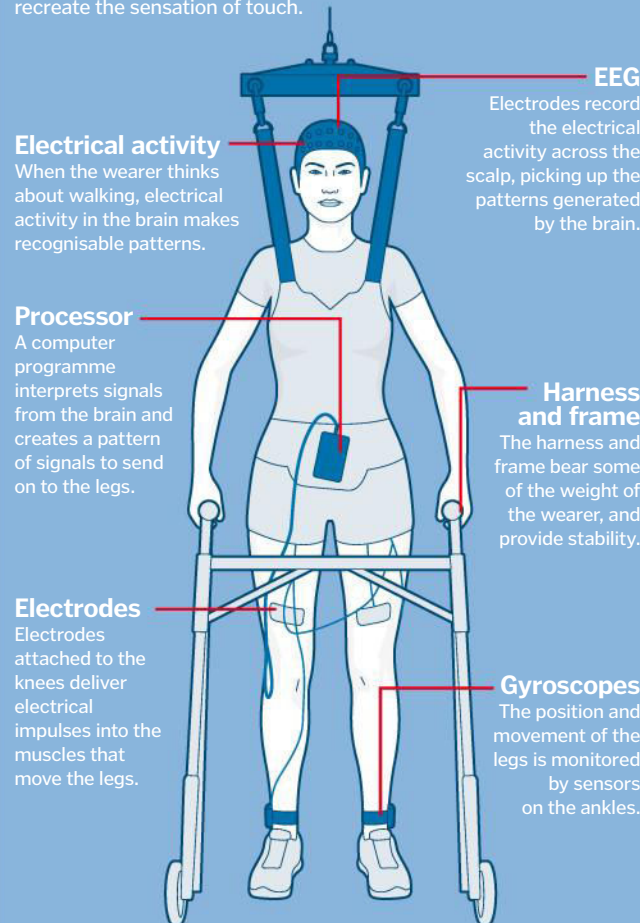 recreate the sensation of touch.
EEG
Electrodes record
the electrical
activity across the
scalp, picking up the
patterns generated
by the brain.
Electrical activity
When the wearer thinks
about walking, electrical
activity in the brain makes
recognisable patterns.
Processor
A computer
programme
interprets signals
from the brain and
creates a pattern
of signals to send
on to the legs.
Harness
and frame
The harness and
frame bear some
of the weight of
the wearer, and
provide stability.
Electrodes
Electrodes
attached to the
knees deliver
electrical
impulses into the
muscles that
move the legs.
Gyroscopes
The position and
movement of the
legs is monitored
by sensors
on the ankles.